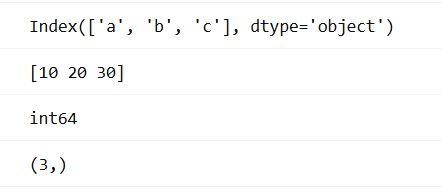 Index(['a', 'b', 'c'], dtype='object')
[10 20 30]
int64
(3,)